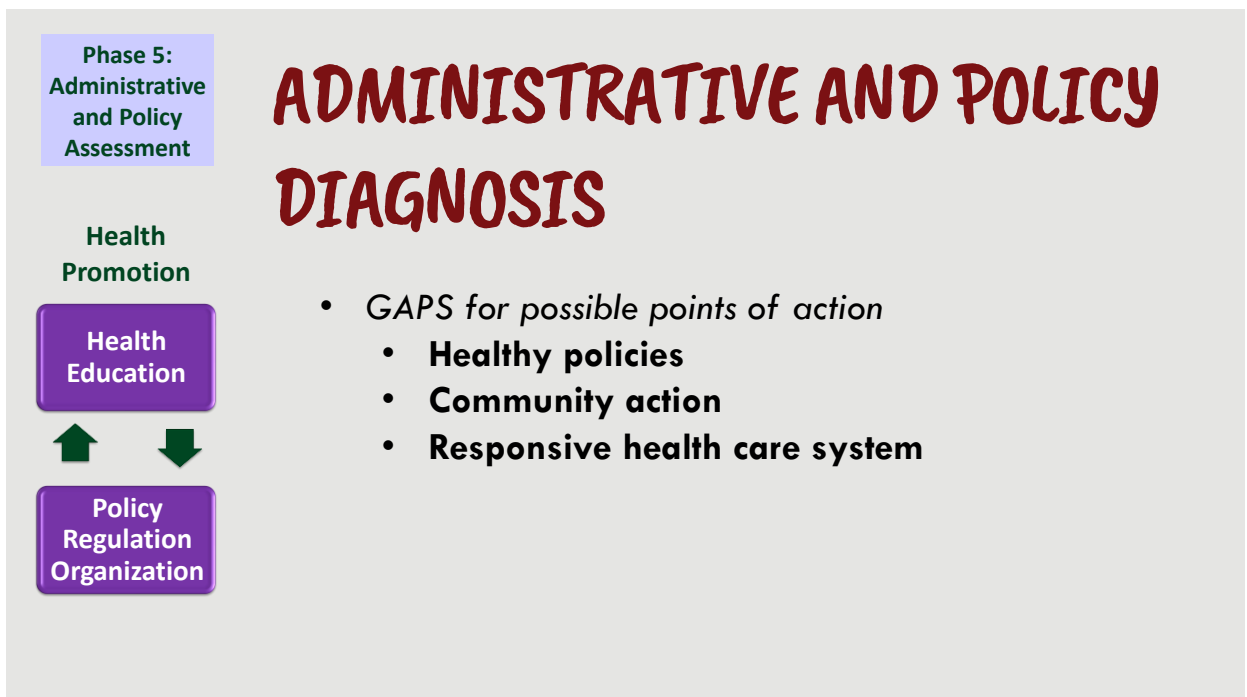 Phase 5:
Administrative
and Policy
Assessment
Health
Promotion
Health
Education
Policy
Regulation
Organization
ADMINISTRATIVE AND POLICY
DIAGNOSIS
• GAPS for possible points of action
• Healthy policies
• Community action
• Responsive health care system